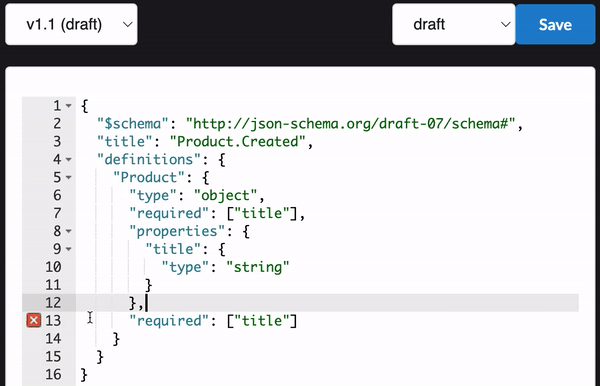 v1.1 (draft) draft Save
1 {
2 "$schema": "http://json-schema.org/draft-07/schema#",
3 "title": "Product.Created",
4 "definitions": {
5 "Product": {
6 "type": "object",
7 "required": ["title"],
8 "properties": {
9 "title": {
10 "type": "string"
11 }
12 },
13 "required": ["title"]
14 }
15 }
16 }